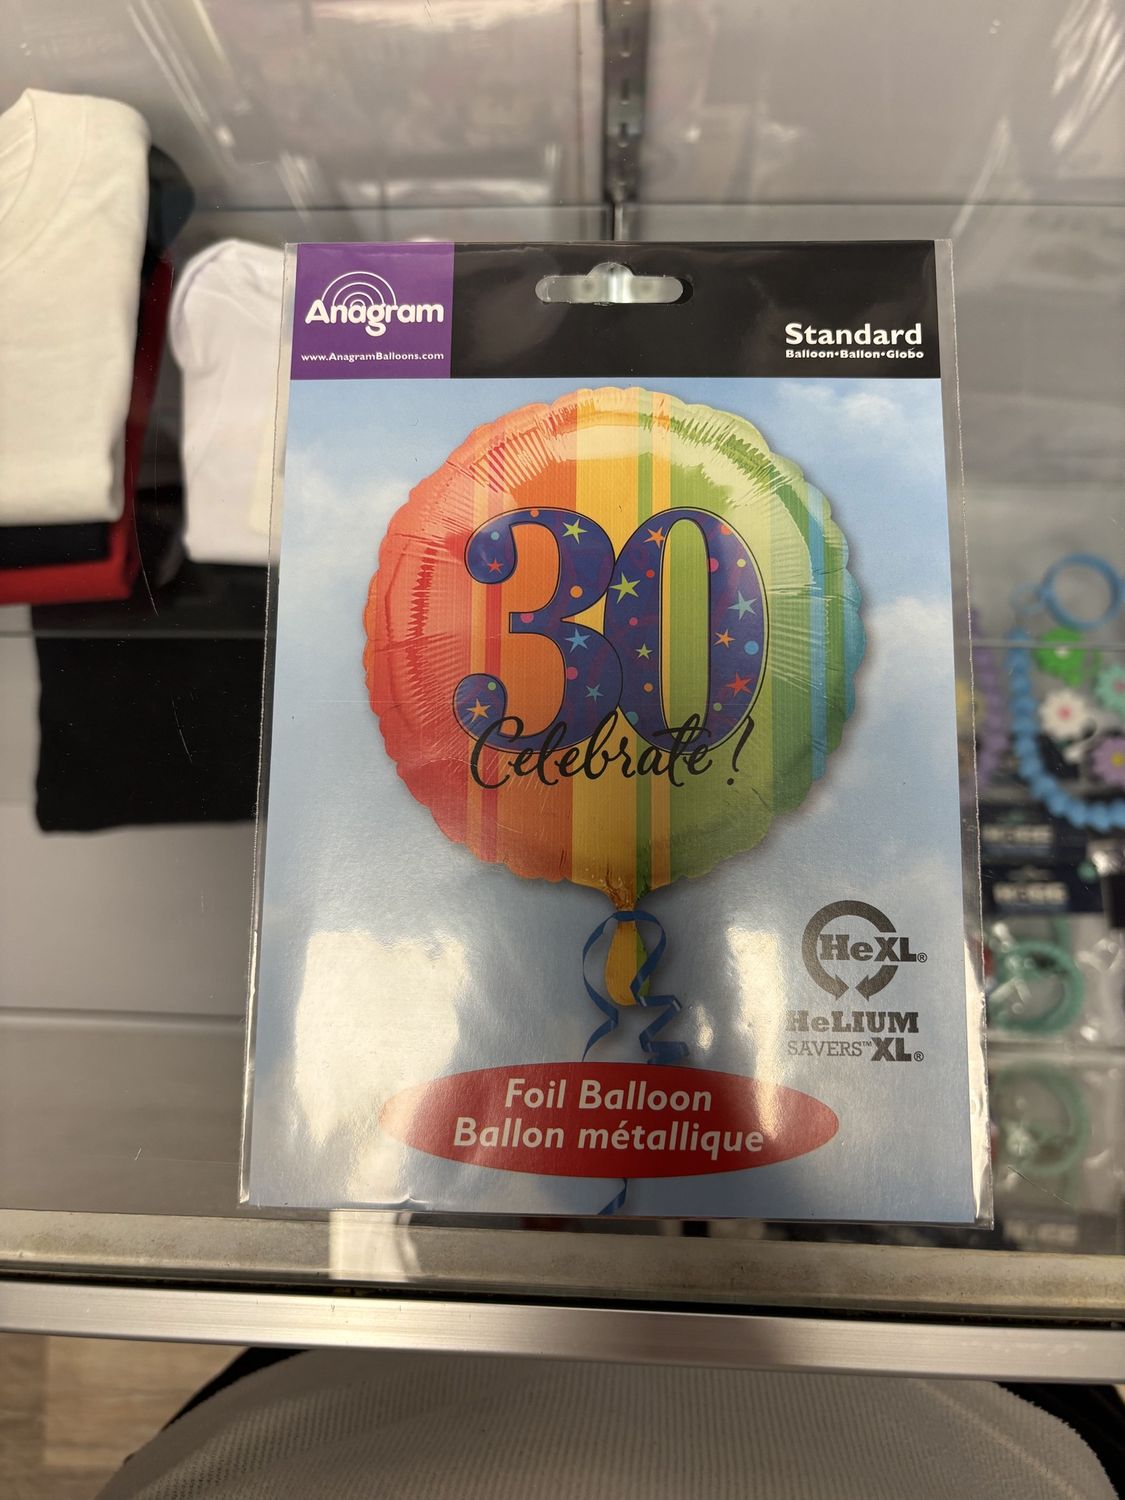 Anagram
www.AnagramBalloons.com
Standard
Balloon•Ballon•Globo
30
Celebrate!
HeXL®
HeLIUM
SAVERS™XL®
Foil Balloon
Ballon métallique